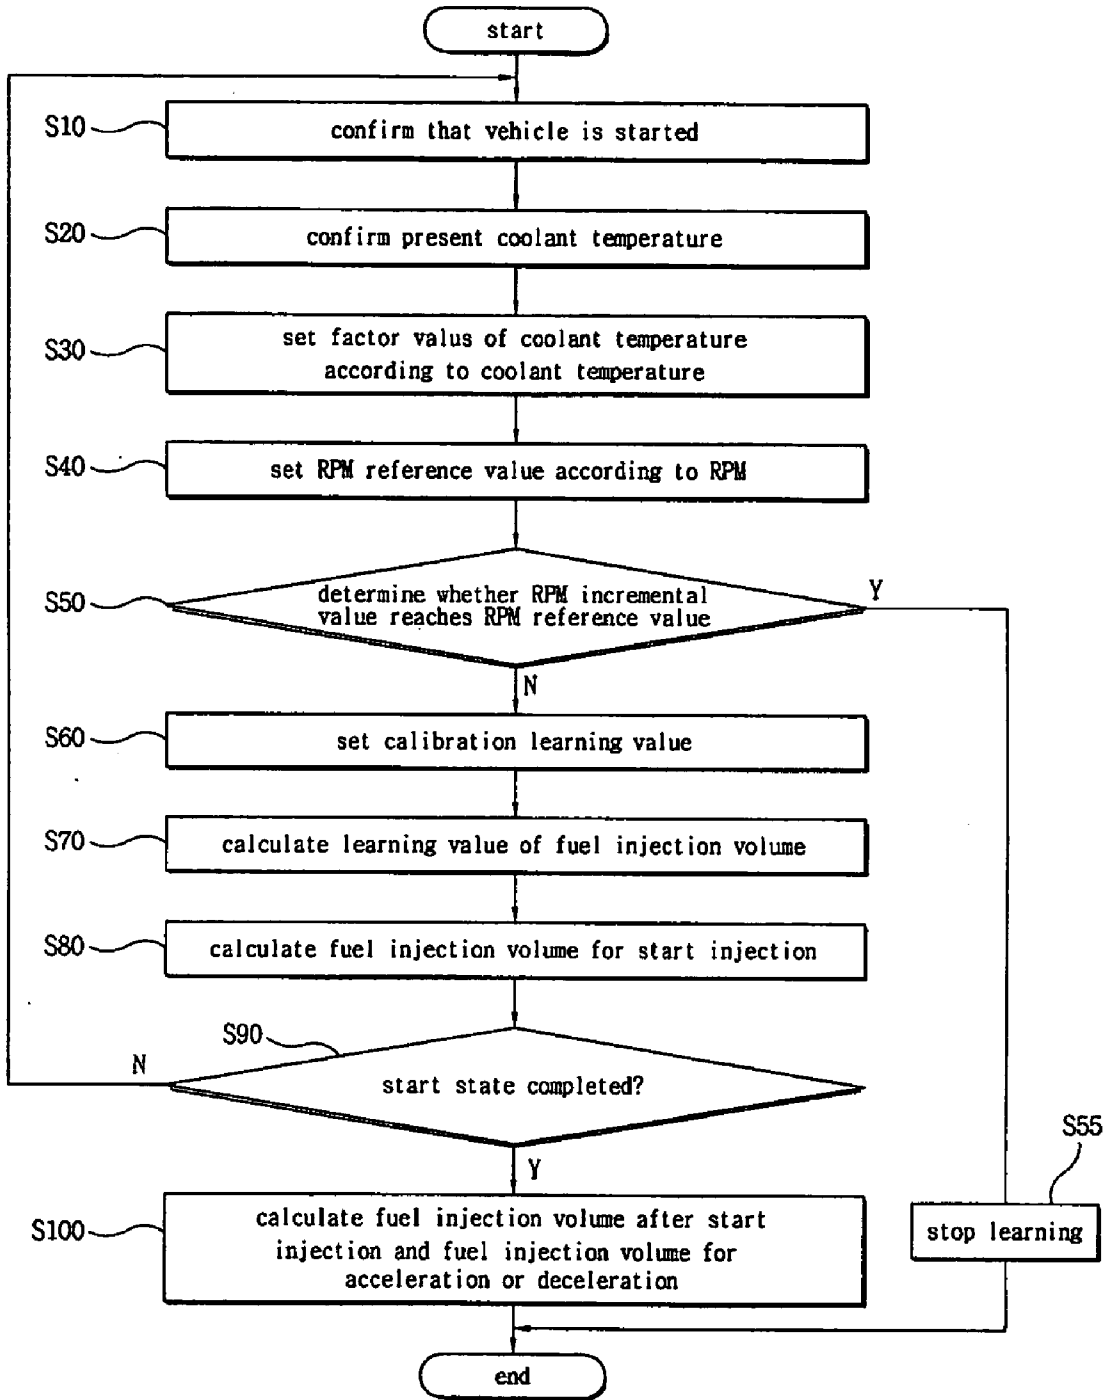 start
S10
confirm that vehicle is started
S20
confirm present coolant temperature
S30
set factor valus of coolant temperature
according to coolant temperature
S40
set RPM reference value according to RPM
S50
determine whether RPM incremental
value reaches RPM reference value
Y
N
S60
set calibration learning value
S70
calculate learning value of fuel injection volume
S80
calculate fuel injection volume for start injection
S90
N
start state completed?
Y
S55
stop learning
S100
calculate fuel injection volume after start
injection and fuel injection volume for
acceleration or deceleration
end